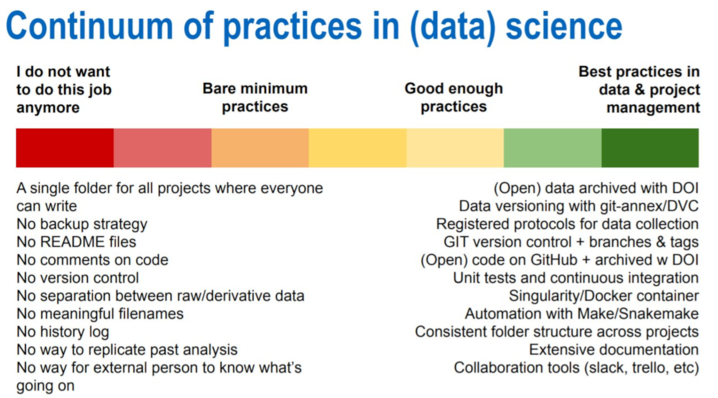 Continuum of practices in (data) science
I do not want
to do this job
anymore
Bare minimum
practices
Good enough
practices
Best practices in
data & project
management
A single folder for all projects where everyone
can write
No backup strategy
No README files
No comments on code
No version control
No separation between raw/derivative data
No meaningful filenames
No history log
No way to replicate past analysis
No way for external person to know what's
going on
(Open) data archived with DOI
Data versioning with git-annex/DVC
Registered protocols for data collection
GIT version control + branches & tags
(Open) code on GitHub + archived w DOI
Unit tests and continuous integration
Singularity/Docker container
Automation with Make/Snakemake
Consistent folder structure across projects
Extensive documentation
Collaboration tools (slack, trello, etc)